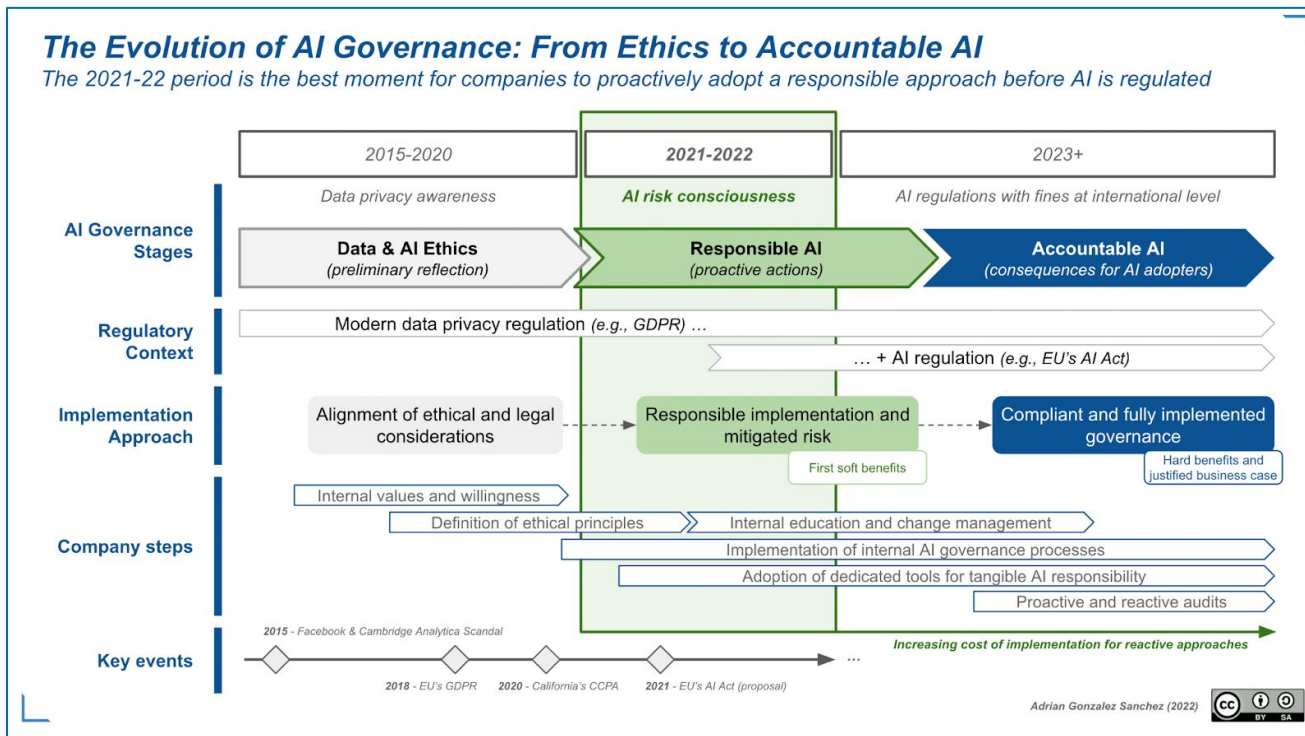 The Evolution of AI Governance: From Ethics to Accountable AI
The 2021-22 period is the best moment for companies to proactively adopt a responsible approach before AI is regulated
2015-2020
2021-2022
2023+
Data privacy awareness
AI risk consciousness
AI regulations with fines at international level
AI Governance
Stages
Data & AI Ethics
(preliminary reflection)
Responsible AI
(proactive actions)
Accountable AI
(consequences for AI adopters)
Regulatory
Context
Modern data privacy regulation (e.g., GDPR) …
… + AI regulation (e.g., EU's AI Act)
Implementation
Approach
Alignment of ethical and legal
considerations
Responsible implementation and
mitigated risk
First soft benefits
Compliant and fully implemented
governance
Hard benefits and
justified business case
Company steps
Internal values and willingness
Definition of ethical principles
Internal education and change management
Implementation of internal AI governance processes
Adoption of dedicated tools for tangible AI responsibility
Proactive and reactive audits
Increasing cost of implementation for reactive approaches
Key events
2015 - Facebook & Cambridge Analytica Scandal
2018 - EU's GDPR
2020 - California's CCPA
2021 - EU's AI Act (proposal)
...
Adrian Gonzalez Sanchez (2022)
CC
BY SA